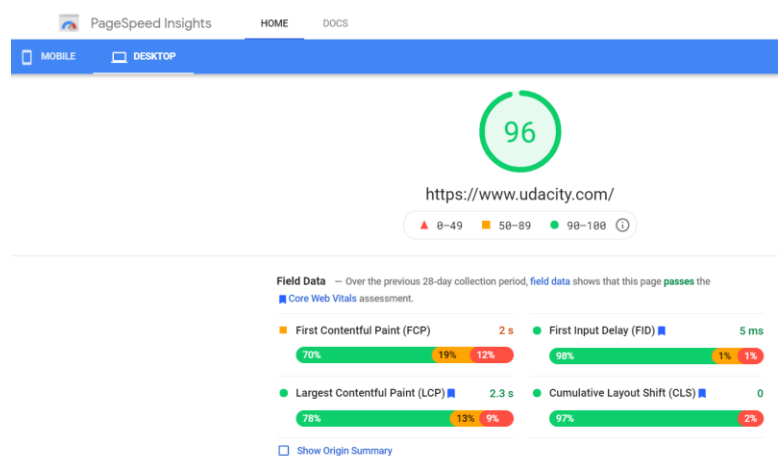 PageSpeed Insights HOME DOCS
MOBILE DESKTOP
96
https://www.udacity.com/
0–49 50–89 90–100
Field Data — Over the previous 28-day collection period, field data shows that this page passes the
Core Web Vitals assessment.
First Contentful Paint (FCP) 2 s
70% 19% 12%
First Input Delay (FID) 5 ms
98% 1% 1%
Largest Contentful Paint (LCP) 2.3 s
78% 13% 9%
Cumulative Layout Shift (CLS) 0
97% 2%
Show Origin Summary